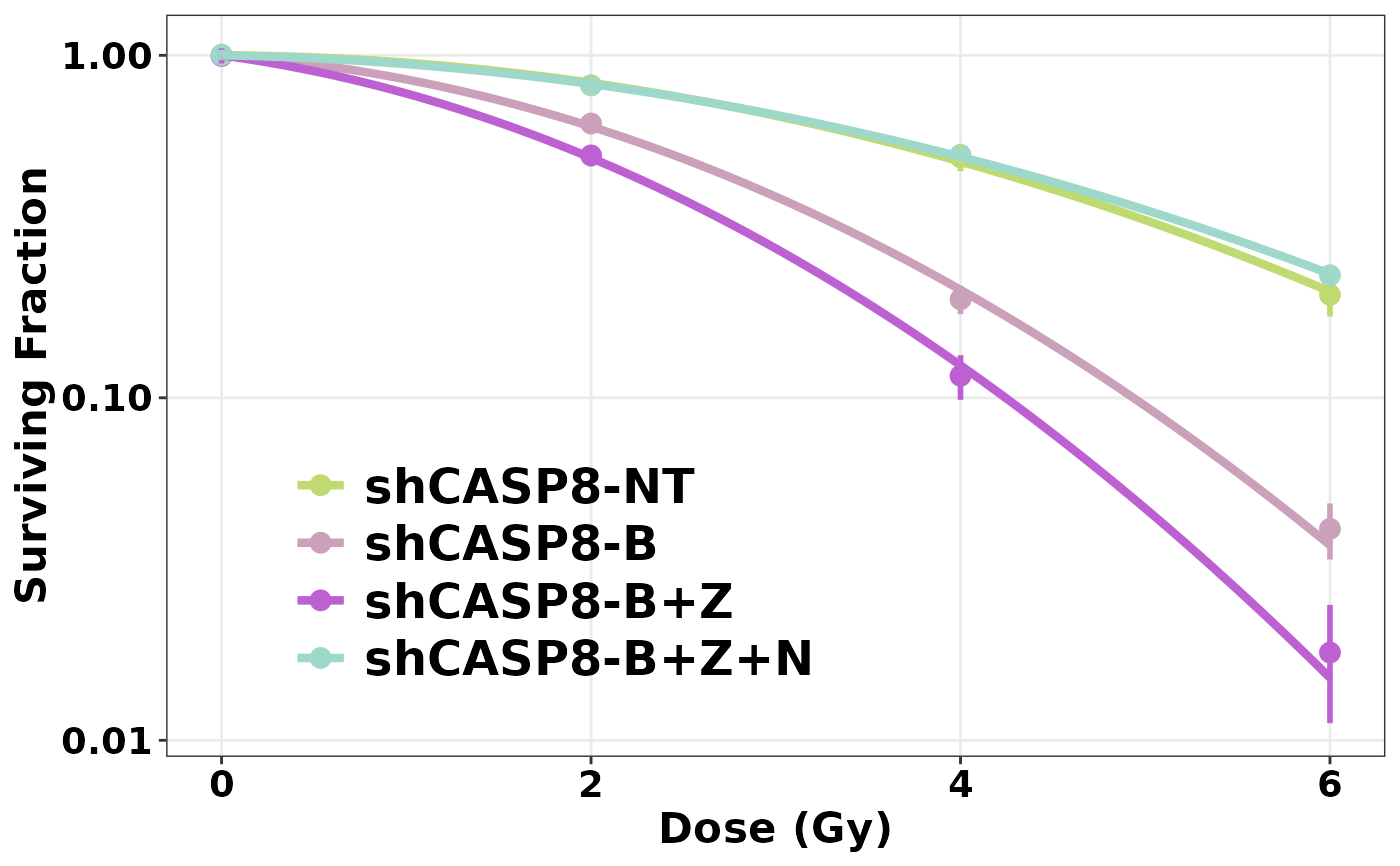 Surviving Fraction
1.00
0.10
0.01
shCASP8-NT
shCASP8-B
shCASP8-B+Z
shCASP8-B+Z+N
0 2 4 6
Dose (Gy)